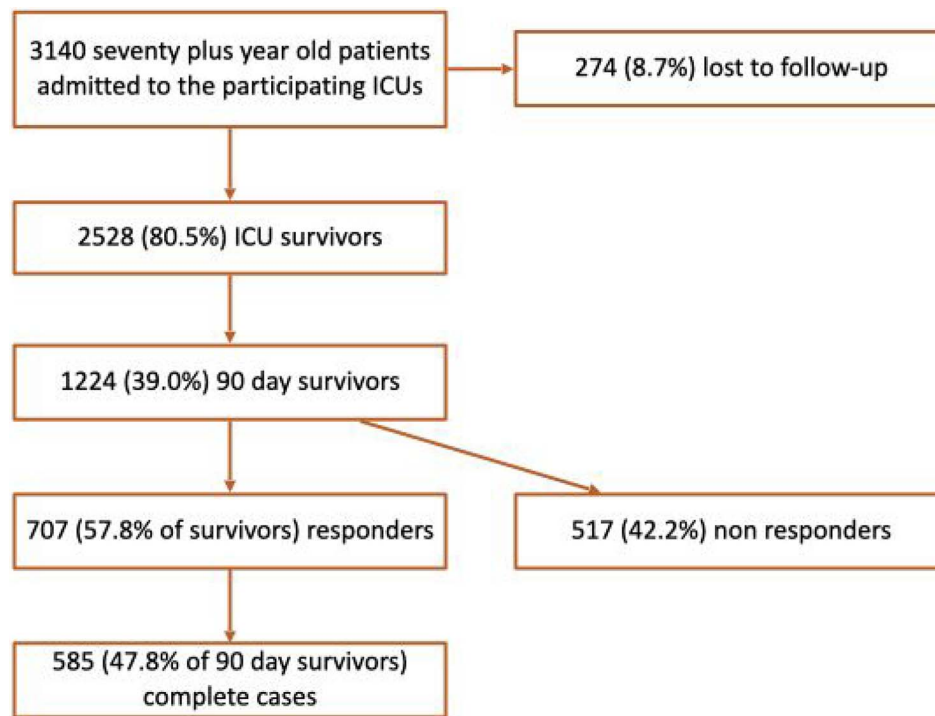 3140 seventy plus year old patients
admitted to the participating ICUs
274 (8.7%) lost to follow-up
2528 (80.5%) ICU survivors
1224 (39.0%) 90 day survivors
707 (57.8% of survivors) responders
517 (42.2%) non responders
585 (47.8% of 90 day survivors)
complete cases